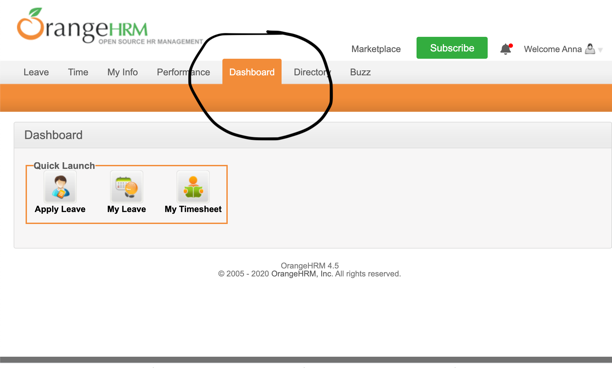 OrangeHRM
OPEN SOURCE HR MANAGEMENT
Marketplace Subscribe Welcome Anna
Leave Time My Info Performance Dashboard Directory Buzz
Dashboard
Quick Launch
Apply Leave My Leave My Timesheet
OrangeHRM 4.5
© 2005 - 2020 OrangeHRM, Inc. All rights reserved.